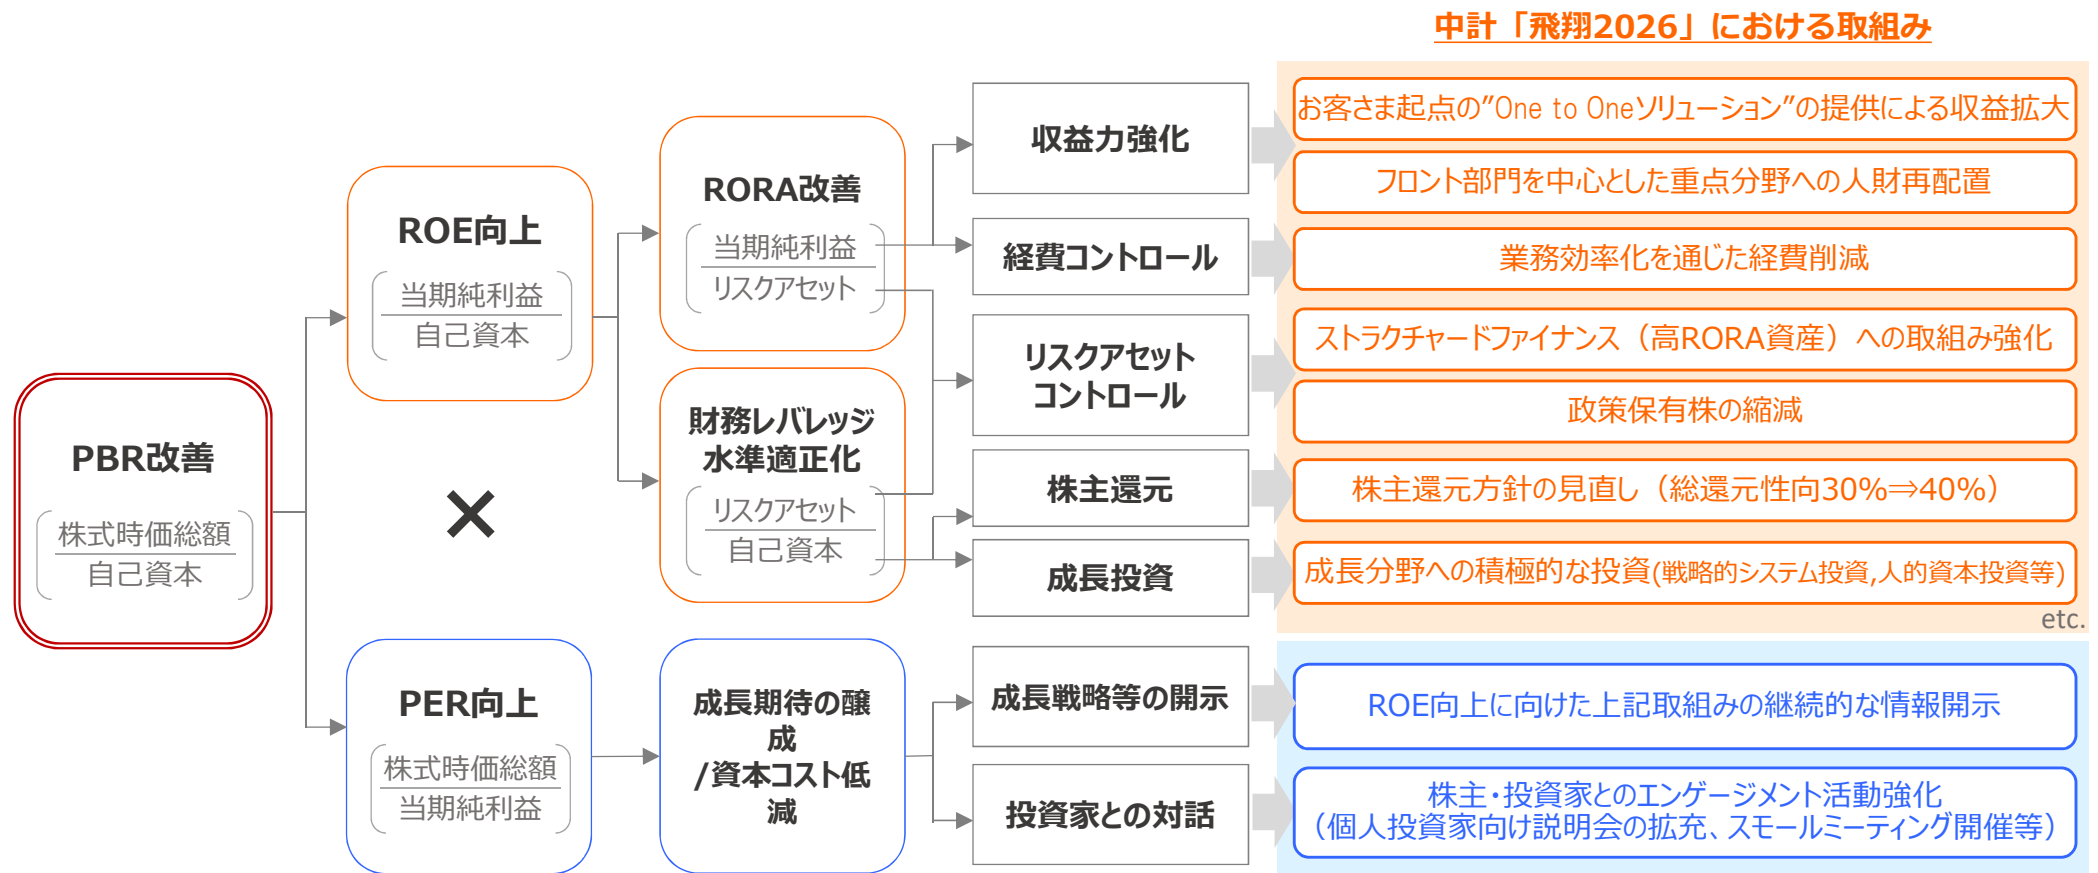 中計「飛翔2026」における取組み
PBR改善
株式時価総額
自己資本
ROE向上
当期純利益
自己資本
×
PER向上
株式時価総額
当期純利益
RORA改善
当期純利益
リスクアセット
財務レバレッジ
水準適正化
リスクアセット
自己資本
成長期待の醸
成
/資本コスト低
減
収益力強化
経費コントロール
リスクアセット
コントロール
株主還元
成長投資
成長戦略等の開示
投資家との対話
お客さま起点の”One to Oneソリューション”の提供による収益拡大
フロント部門を中心とした重点分野への人財再配置
業務効率化を通じた経費削減
ストラクチャードファイナンス（高RORA資産）への取組み強化
政策保有株の縮減
株主還元方針の見直し（総還元性向30%⇒40%）
成長分野への積極的な投資(戦略的システム投資,人的資本投資等)
etc.
ROE向上に向けた上記取組みの継続的な情報開示
株主・投資家とのエンゲージメント活動強化
（個人投資家向け説明会の拡充、スモールミーティング開催等）